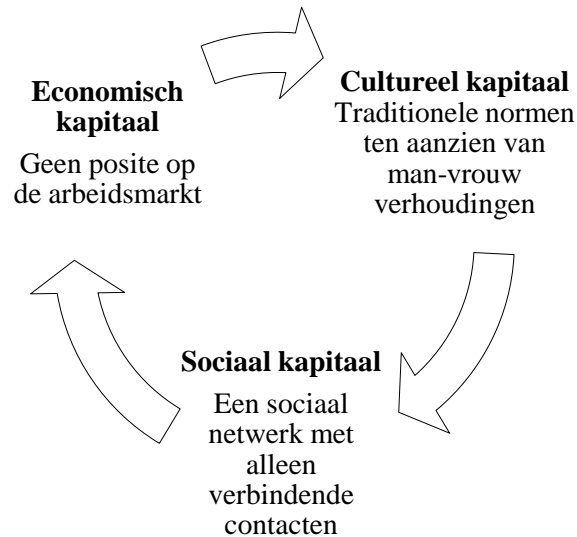 Economisch
kapitaal
Geen posite op
de arbeidsmarkt
Cultureel kapitaal
Traditionele normen
ten aanzien van
man-vrouw
verhoudingen
Sociaal kapitaal
Een sociaal
netwerk met
alleen
verbindende
contacten